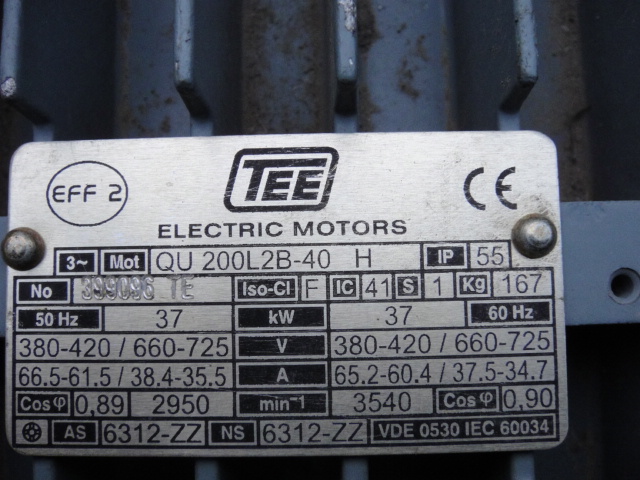 EFF 2 TEE CE
ELECTRIC MOTORS
3~ Mot QU 200L2B-40 H IP 55
No 399096 TE Iso-Cl F IC 41 S 1 Kg 167
50 Hz 37 kW 37 60 Hz
380-420 / 660-725 V 380-420 / 660-725
66.5-61.5 / 38.4-35.5 A 65.2-60.4 / 37.5-34.7
Cos φ 0,89 2950 min⁻¹ 3540 Cos φ 0,90
AS 6312-ZZ NS 6312-ZZ VDE 0530 IEC 60034